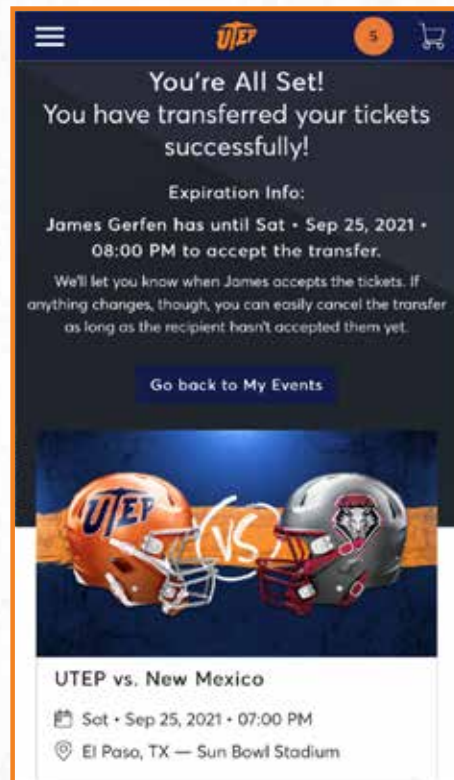 UTEP
5
You're All Set!
You have transferred your tickets
successfully!
Expiration Info:
James Gerfen has until Sat • Sep 25, 2021 •
08:00 PM to accept the transfer.
We'll let you know when James accepts the tickets. If
anything changes, though, you can easily cancel the transfer
as long as the recipient hasn't accepted them yet.
Go back to My Events
UTEP
VS
UTEP vs. New Mexico
Sat • Sep 25, 2021 • 07:00 PM
El Paso, TX — Sun Bowl Stadium